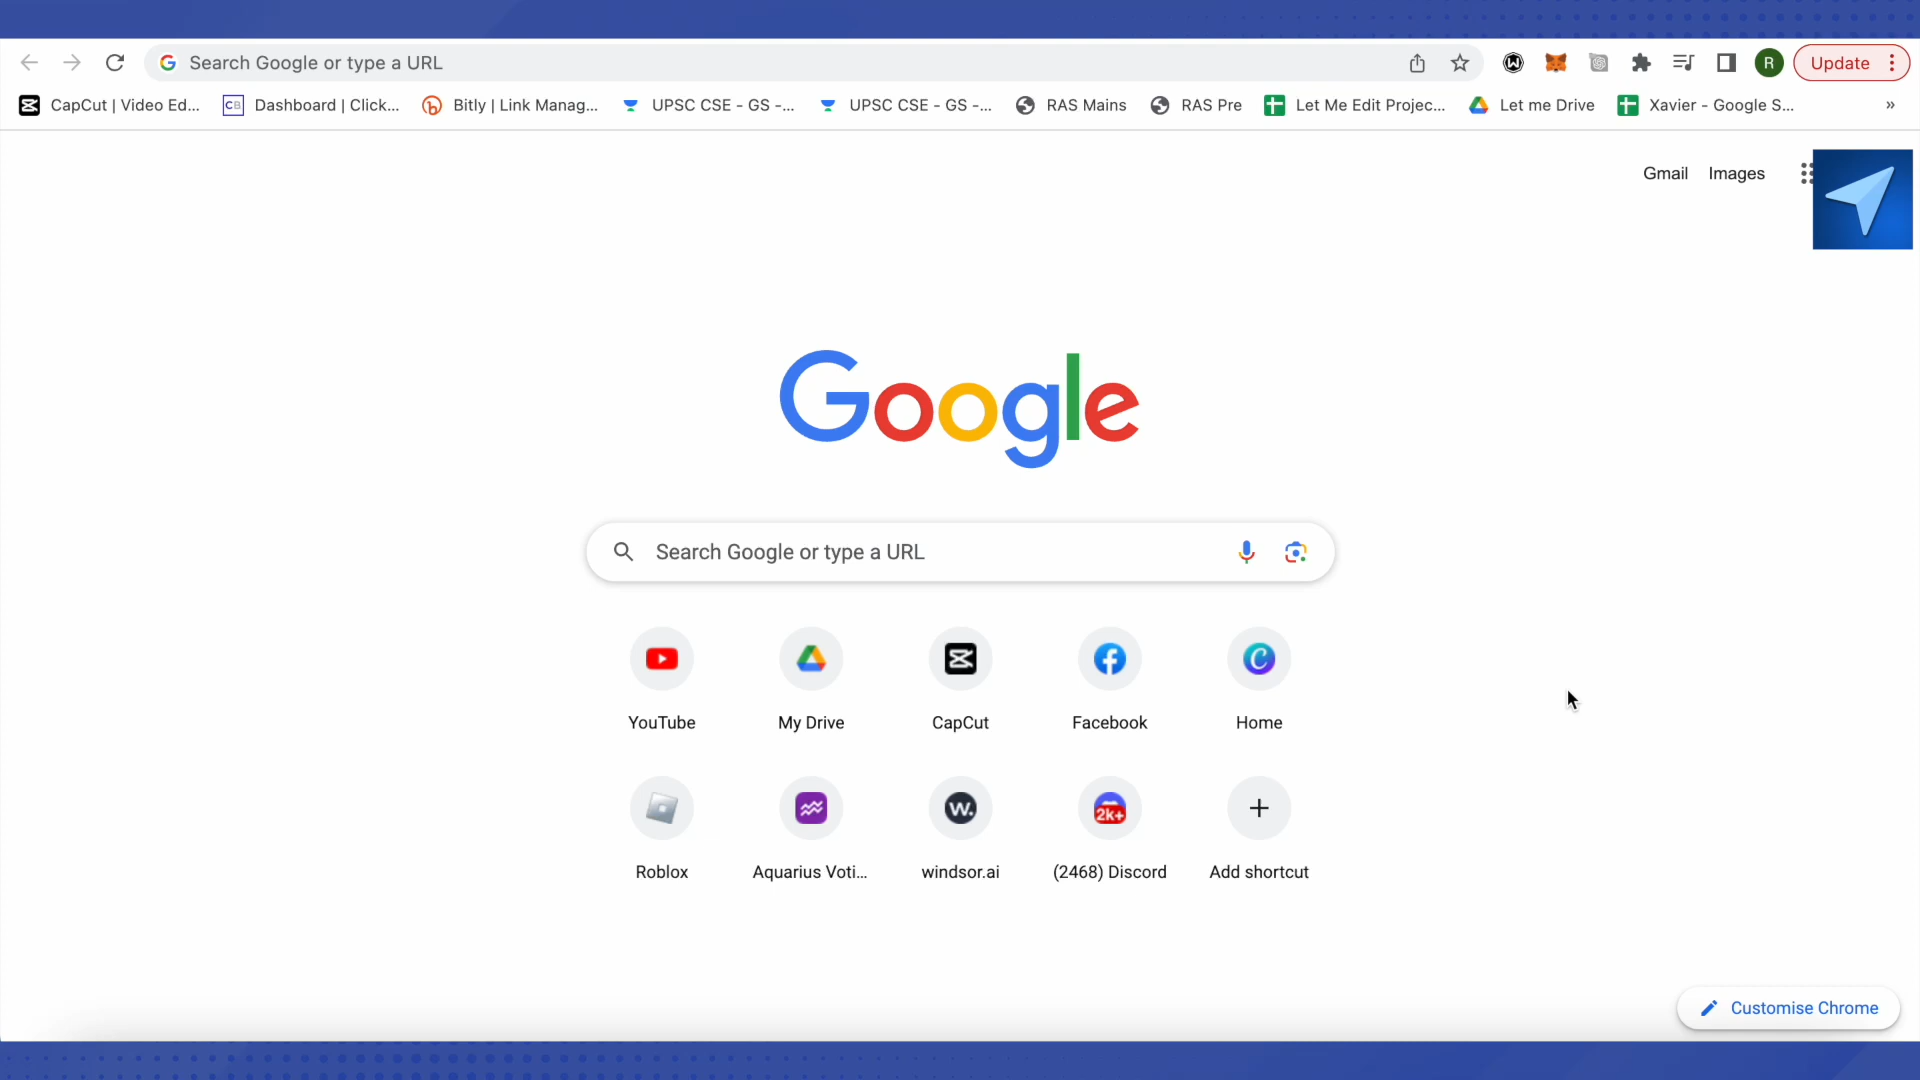 Search Google or type a URL
R
Update
CapCut | Video Ed...
CB
Dashboard | Click...
Bitly | Link Manag...
UPSC CSE - GS -...
UPSC CSE - GS -...
RAS Mains
RAS Pre
Let Me Edit Projec...
Let me Drive
Xavier - Google S...
»
Gmail
Images
Google
Search Google or type a URL
YouTube
My Drive
CapCut
Facebook
Home
W.
2k+
Roblox
Aquarius Voti...
windsor.ai
(2468) Discord
Add shortcut
Customise Chrome